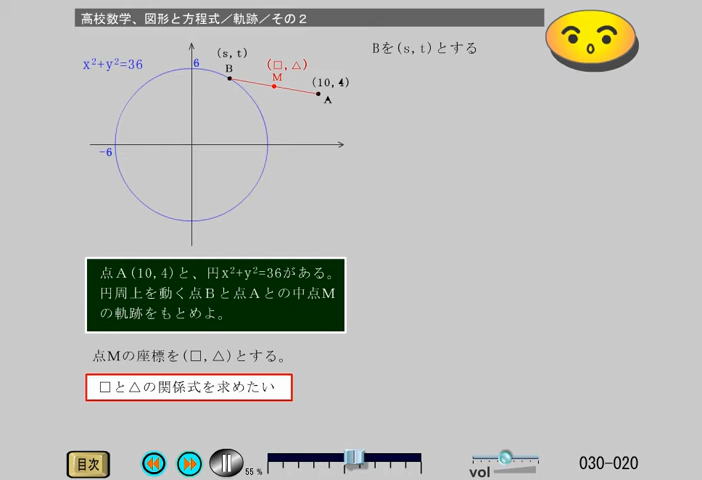 高校数学、図形と方程式／軌跡／その２
x²+y²=36
6
-6
(s, t)
B
(□, △)
M
(10, 4)
A
Bを(s, t)とする
点A(10, 4)と、円x²+y²=36がある。
円周上を動く点Bと点Aとの中点M
の軌跡をもとめよ。
点Mの座標を(□, △)とする。
□と△の関係式を求めたい
目次
55 %
vol
030-020